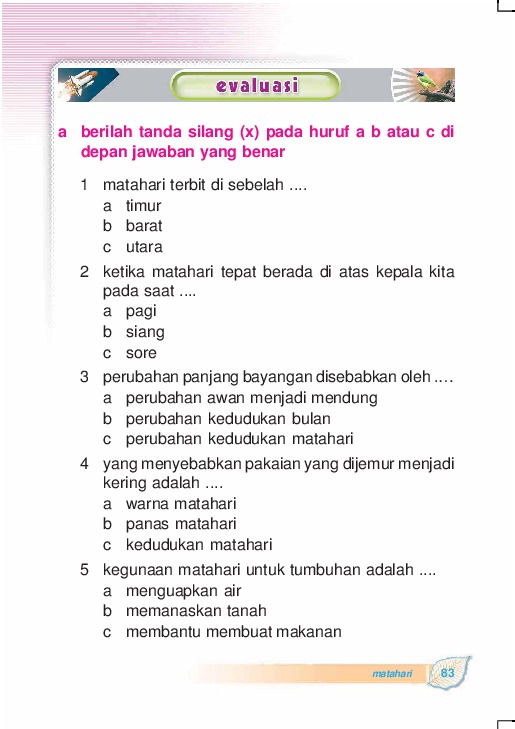 evaluasi
a berilah tanda silang (x) pada huruf a b atau c di
depan jawaban yang benar
1 matahari terbit di sebelah ....
a timur
b barat
c utara
2 ketika matahari tepat berada di atas kepala kita
pada saat ....
a pagi
b siang
c sore
3 perubahan panjang bayangan disebabkan oleh ....
a perubahan awan menjadi mendung
b perubahan kedudukan bulan
c perubahan kedudukan matahari
4 yang menyebabkan pakaian yang dijemur menjadi
kering adalah ....
a warna matahari
b panas matahari
c kedudukan matahari
5 kegunaan matahari untuk tumbuhan adalah ....
a menguapkan air
b memanaskan tanah
c membantu membuat makanan
matahari 83